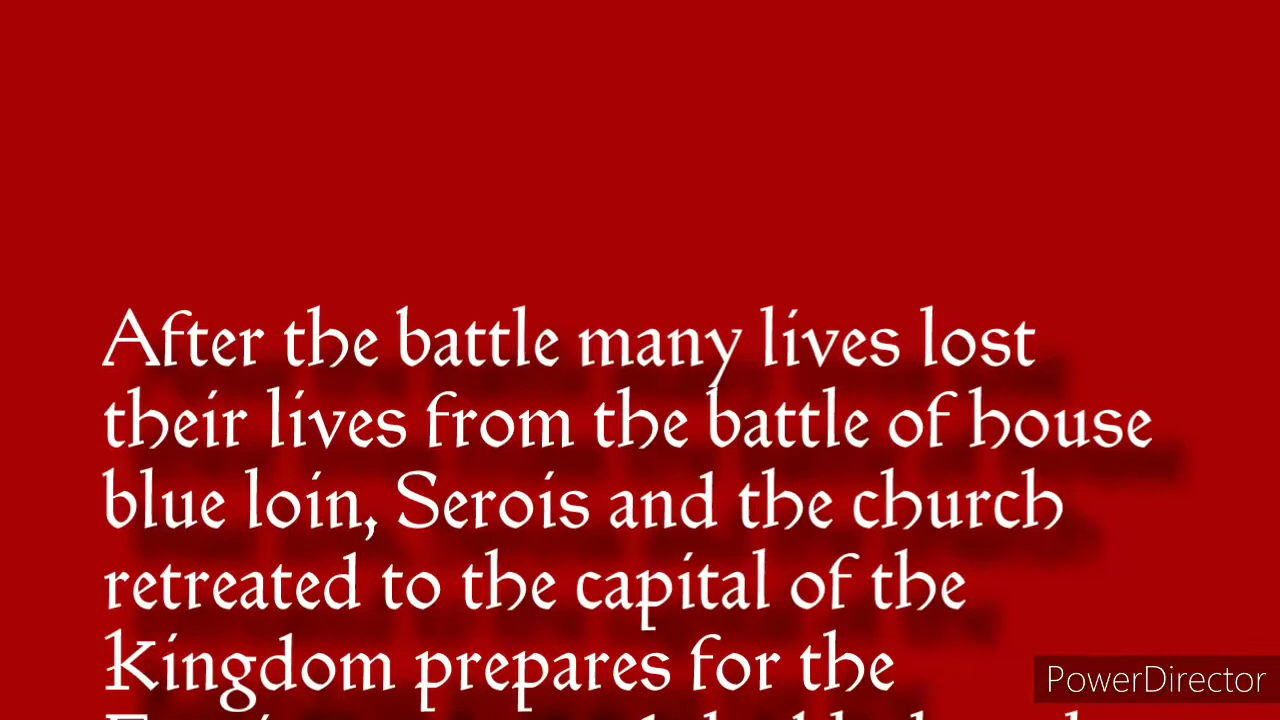 After the battle many lives lost
their lives from the battle of house
blue loin, Serois and the church
retreated to the capital of the
Kingdom prepares for the
PowerDirector